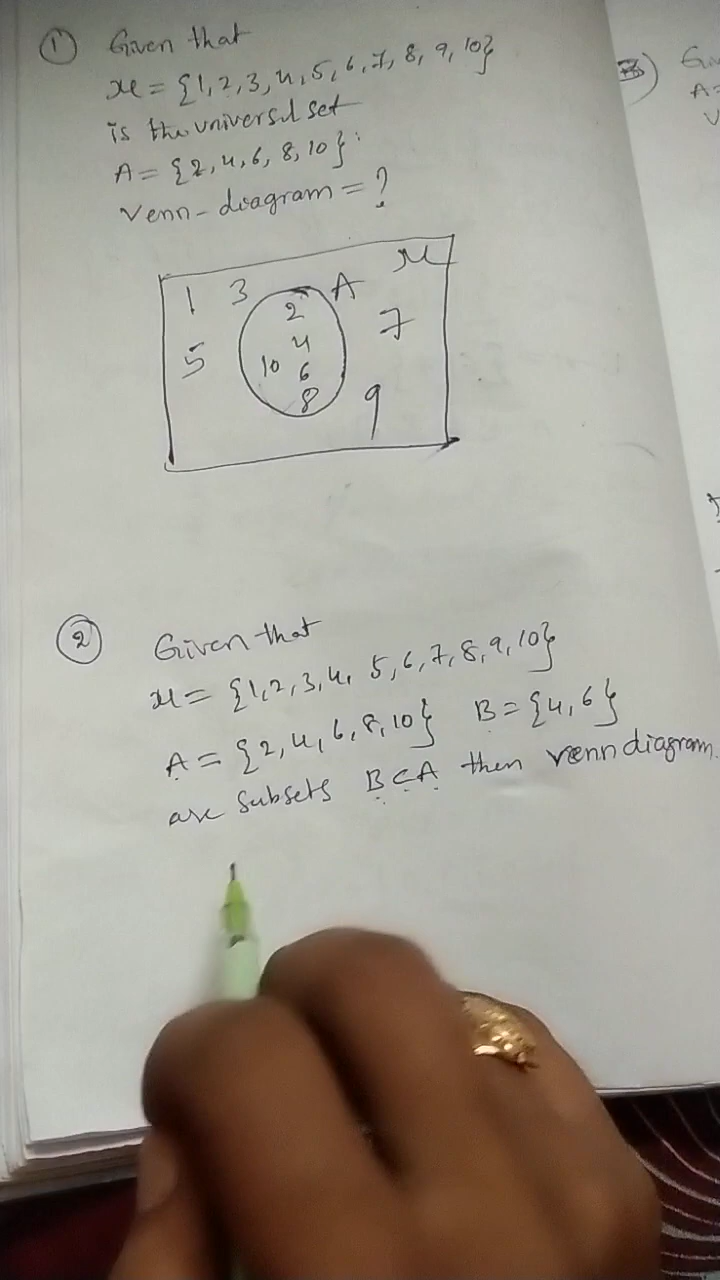 ① Given that
μ = {1, 2, 3, 4, 5, 6, 7, 8, 9, 10}
is the universal set
A = {2, 4, 6, 8, 10}
Venn-diagram = ?
μ
1 3 A
2
7
4
5
10 6
8 9
② Given that
μ = {1, 2, 3, 4, 5, 6, 7, 8, 9, 10}
A = {2, 4, 6, 8, 10} B = {4, 6}
are subsets B⊂A then venn diagram.
3)
A=